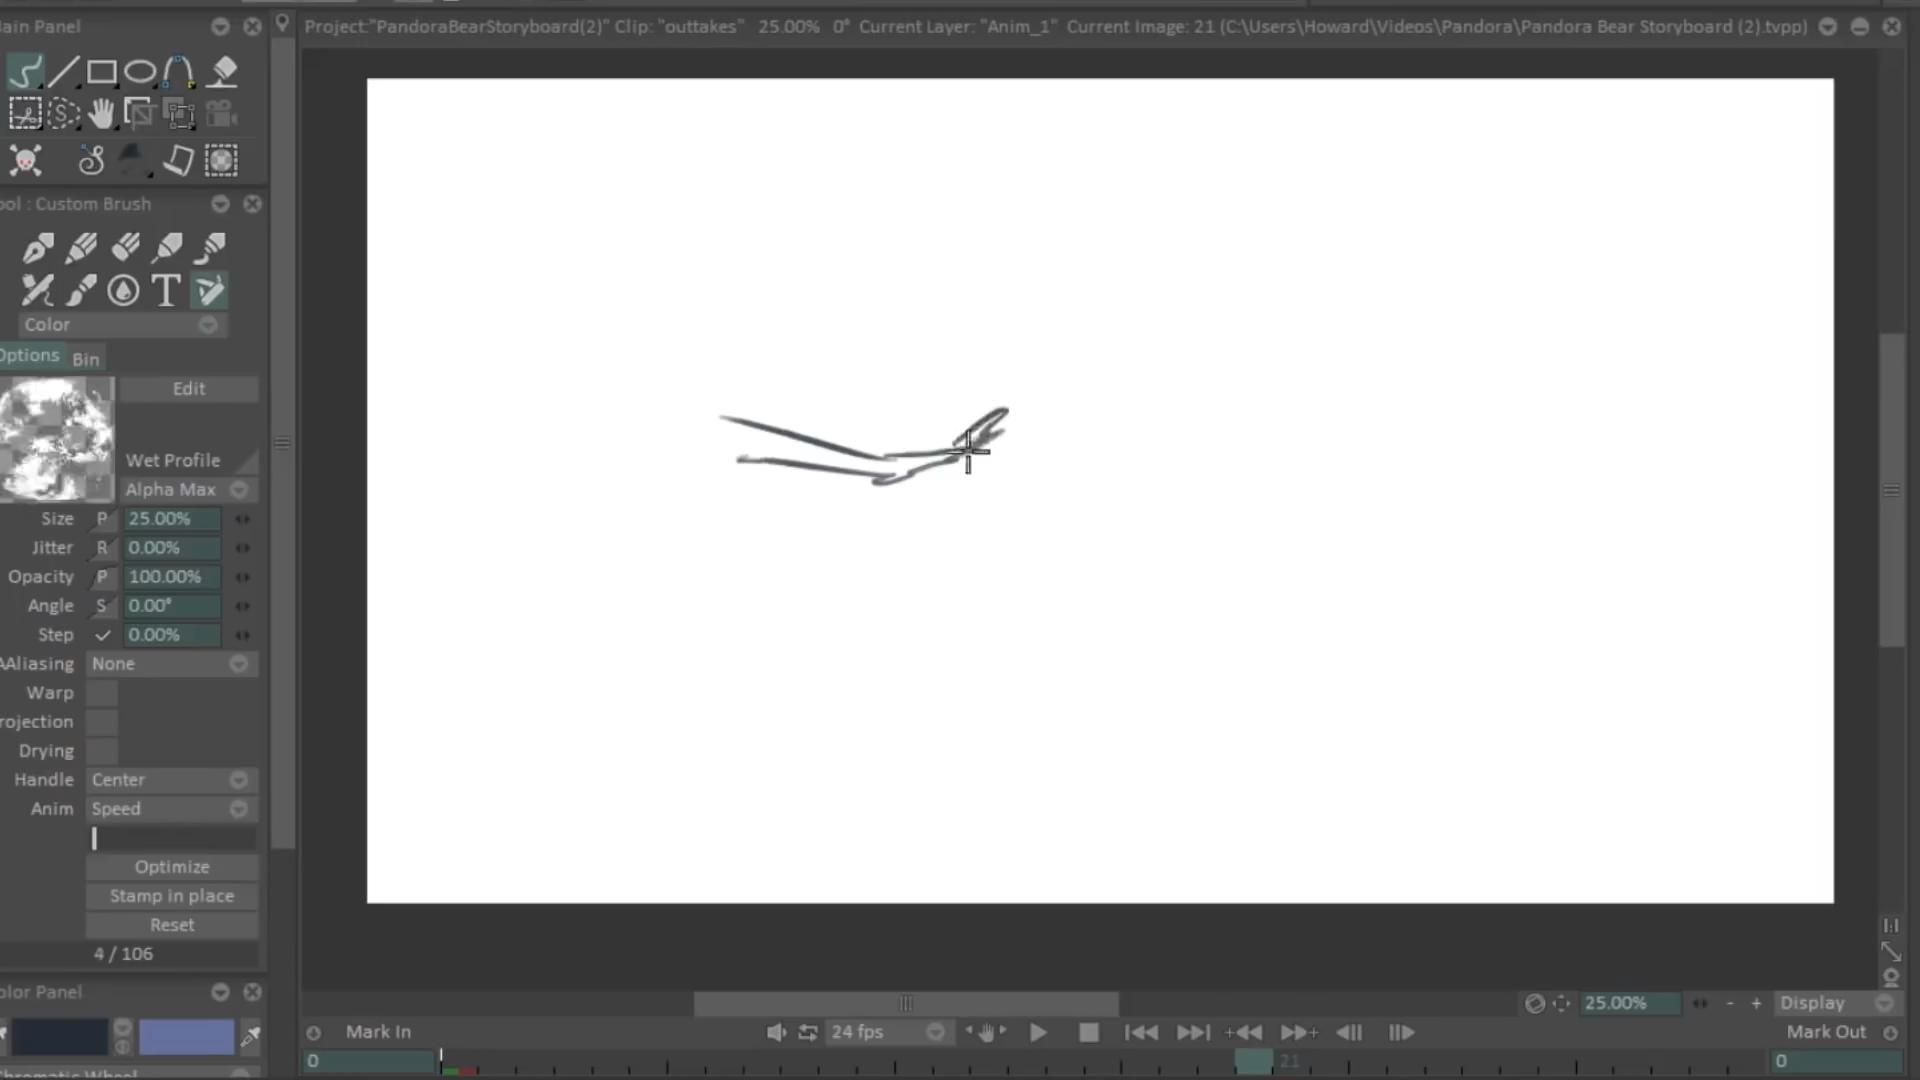 ain Panel
Project:"PandoraBearStoryboard(2)" Clip: "outtakes" 25.00% 0° Current Layer: "Anim_1" Current Image: 21 (C:\Users\Howard\Videos\Pandora\Pandora Bear Storyboard (2).tvpp)
ool : Custom Brush
T
Color
Options Bin
Edit
Wet Profile
Alpha Max
Size P 25.00%
Jitter R 0.00%
Opacity P 100.00%
Angle S 0.00°
Step 0.00%
AAliasing None
Warp
rojection
Drying
Handle Center
Anim Speed
Optimize
Stamp in place
Reset
4 / 106
olor Panel
25.00% - + Display
Mark In 24 fps Mark Out
0 21 0
Chromatic Wheel